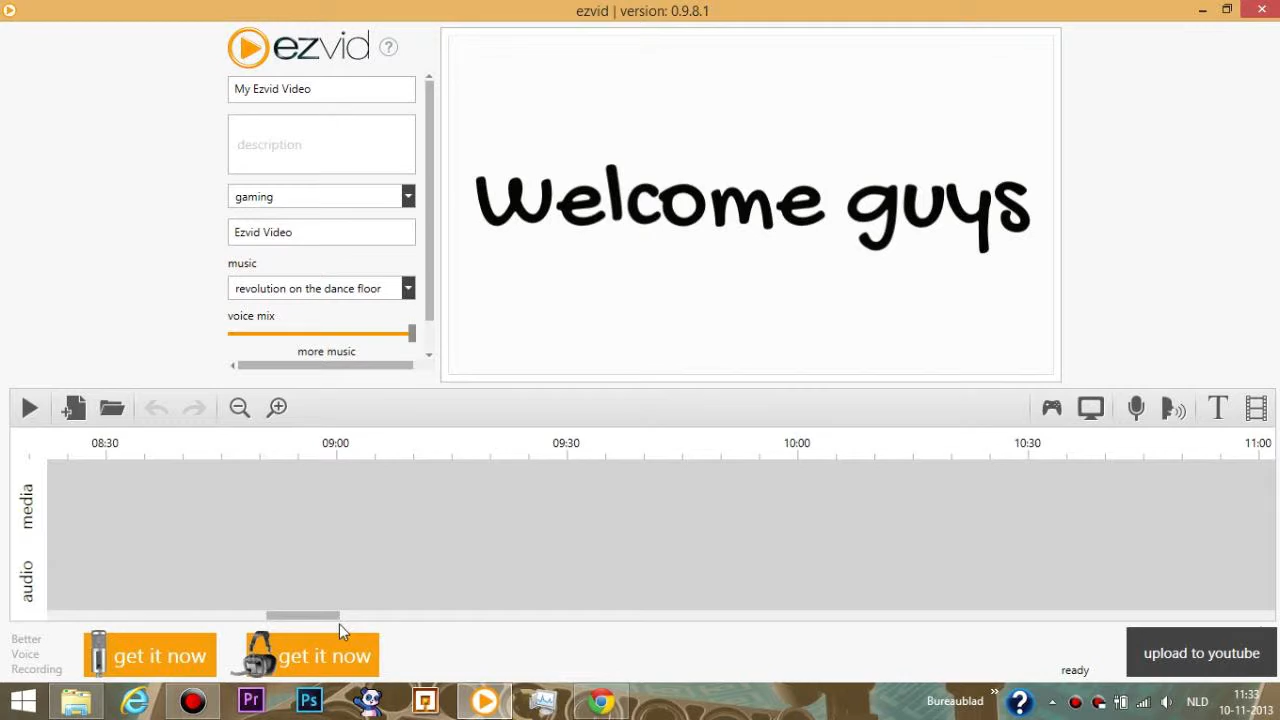 ezvid | version: 0.9.8.1
ezvid ?
My Ezvid Video
description
gaming
Ezvid Video
music
revolution on the dance floor
voice mix
more music
Welcome guys
T
08:30 09:00 09:30 10:00 10:30 11:00
media
audio
Better
Voice
Recording
get it now
get it now
ready
upload to youtube
Pr
Ps
Bureaublad
»
?
NLD
11:33
10-11-2013